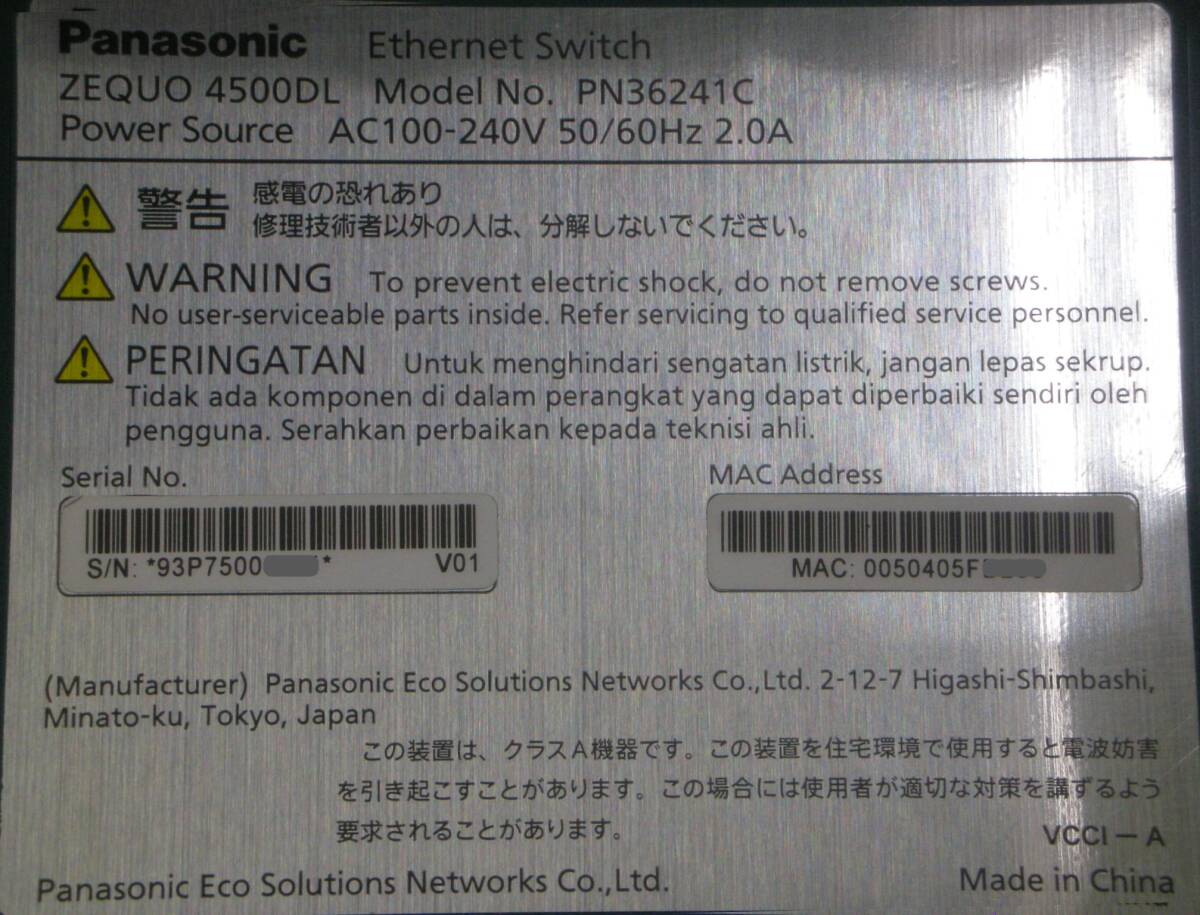 Panasonic Ethernet Switch
ZEQUO 4500DL Model No. PN36241C
Power Source AC100-240V 50/60Hz 2.0A
警告 感電の恐れあり
修理技術者以外の人は、分解しないでください。
WARNING To prevent electric shock, do not remove screws.
No user-serviceable parts inside. Refer servicing to qualified service personnel.
PERINGATAN Untuk menghindari sengatan listrik, jangan lepas sekrup.
Tidak ada komponen di dalam perangkat yang dapat diperbaiki sendiri oleh
pengguna. Serahkan perbaikan kepada teknisi ahli.
Serial No. MAC Address
S/N: *93P7500 * V01 MAC: 0050405F
(Manufacturer) Panasonic Eco Solutions Networks Co.,Ltd. 2-12-7 Higashi-Shimbashi,
Minato-ku, Tokyo, Japan
この装置は、クラスA機器です。この装置を住宅環境で使用すると電波妨害
を引き起こすことがあります。この場合には使用者が適切な対策を講ずるよう
要求されることがあります。
VCCI－A
Panasonic Eco Solutions Networks Co.,Ltd. Made in China